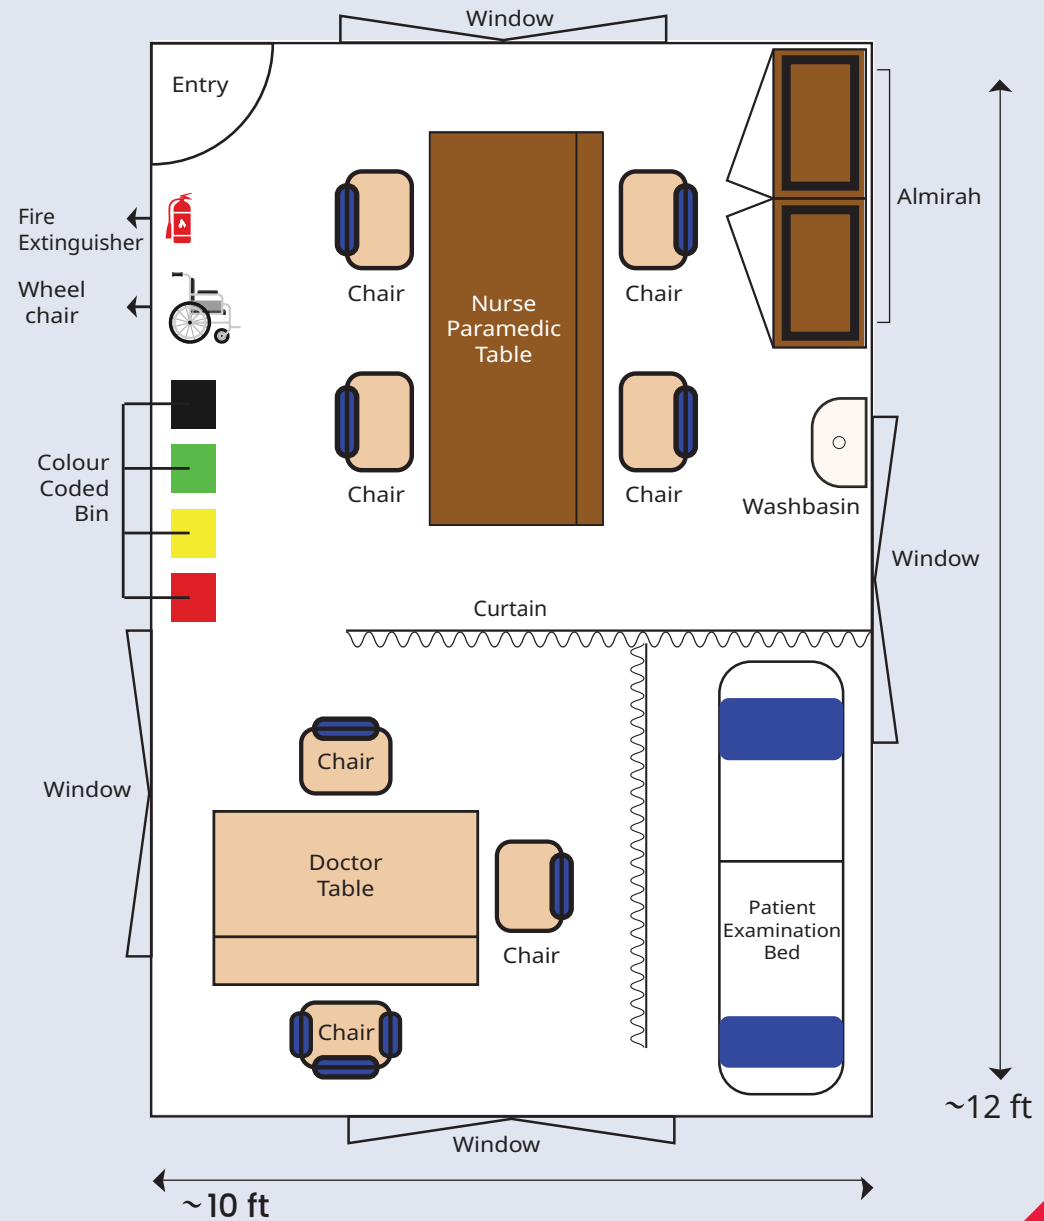 Window
Entry
Almirah
Fire
Extinguisher
Wheel
chair
Chair
Chair
Nurse
Paramedic
Table
Chair
Chair
Colour
Coded
Bin
Washbasin
Window
Curtain
Chair
Window
Doctor
Table
Chair
Patient
Examination
Bed
Chair
~12 ft
Window
~10 ft